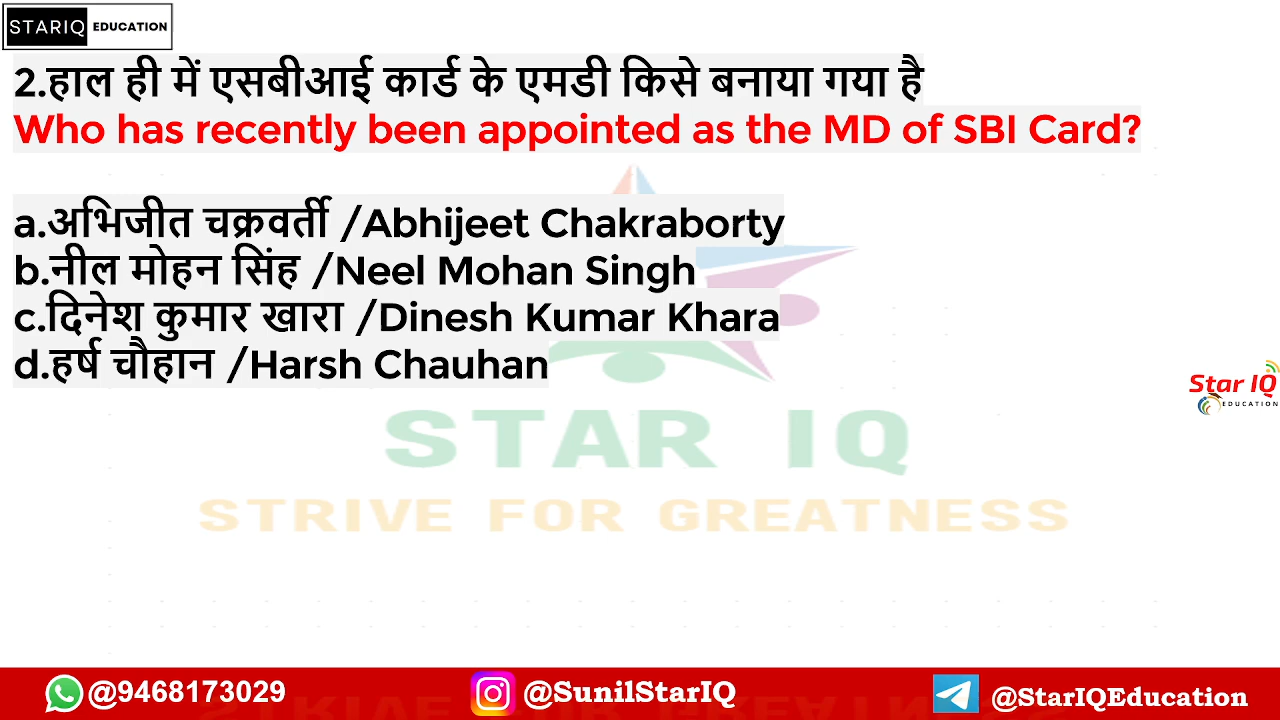 STARIQ EDUCATION
2.हाल ही में एसबीआई कार्ड के एमडी किसे बनाया गया है
Who has recently been appointed as the MD of SBI Card?
a.अभिजीत चक्रवर्ती /Abhijeet Chakraborty
b.नील मोहन सिंह /Neel Mohan Singh
c.दिनेश कुमार खारा /Dinesh Kumar Khara
d.हर्ष चौहान /Harsh Chauhan
Star IQ
EDUCATION
STAR IQ
STRIVE FOR GREATNESS
@9468173029 @SunilStarIQ @StarIQEducation